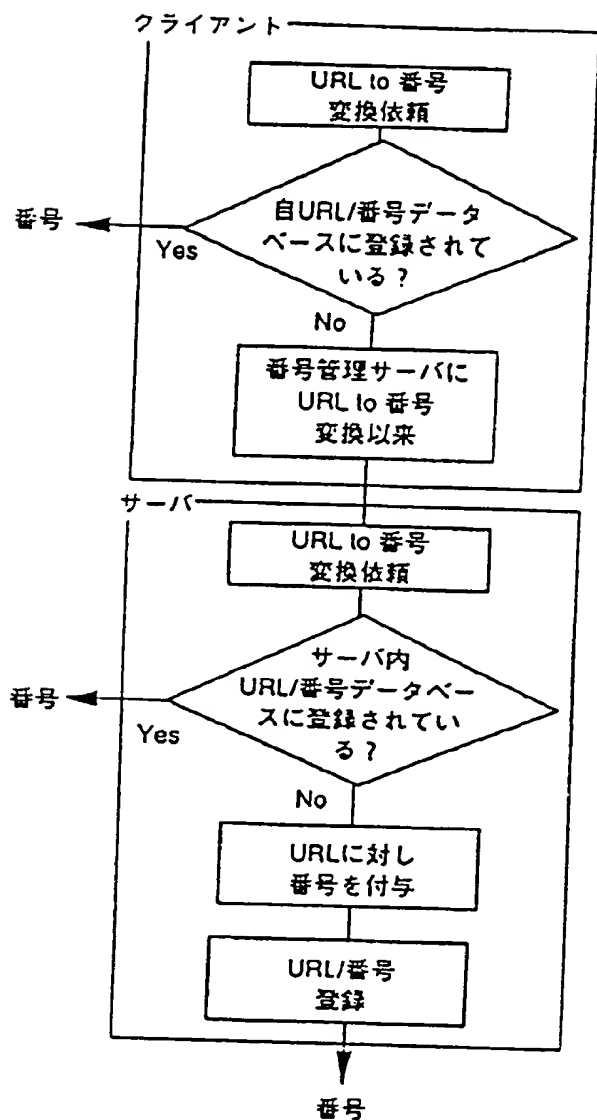 クライアント
URL to 番号
変換依頼
自URL/番号データ
ベースに登録されて
いる？
番号
Yes
No
番号管理サーバに
URL to 番号
変換以来
サーバ
URL to 番号
変換依頼
サーバ内
URL/番号データベー
スに登録されてい
る？
番号
Yes
No
URLに対し
番号を付与
URL/番号
登録
番号